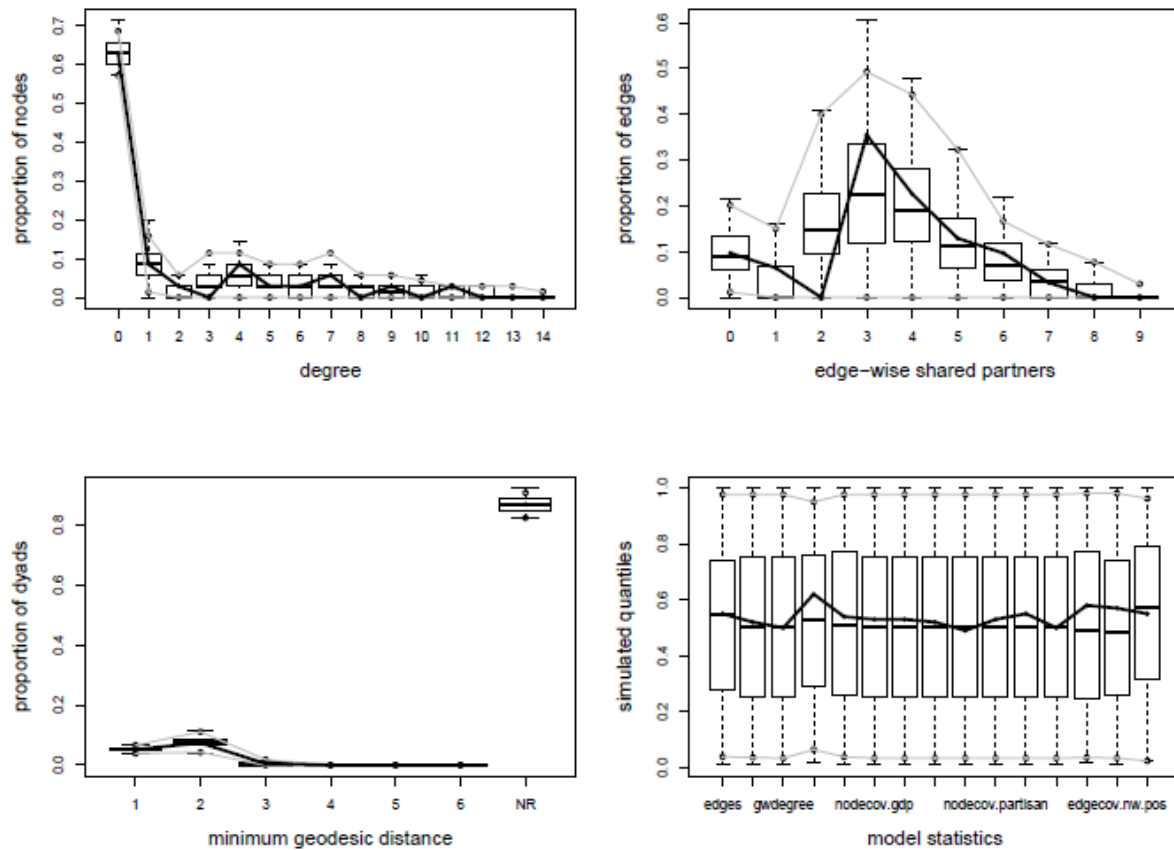 proportion of nodes
0.0 0.1 0.2 0.3 0.4 0.5 0.6 0.7
0 1 2 3 4 5 6 7 8 9 10 11 12 13 14
degree
proportion of edges
0.0 0.1 0.2 0.3 0.4 0.5 0.6
0 1 2 3 4 5 6 7 8 9
edge-wise shared partners
proportion of dyads
0.0 0.2 0.4 0.6 0.8
1 2 3 4 5 6 NR
minimum geodesic distance
simulated quantiles
0.0 0.2 0.4 0.6 0.8 1.0
edges gwdegree nodecov.gdp nodecov.partisan edgecov.nw.pos
model statistics